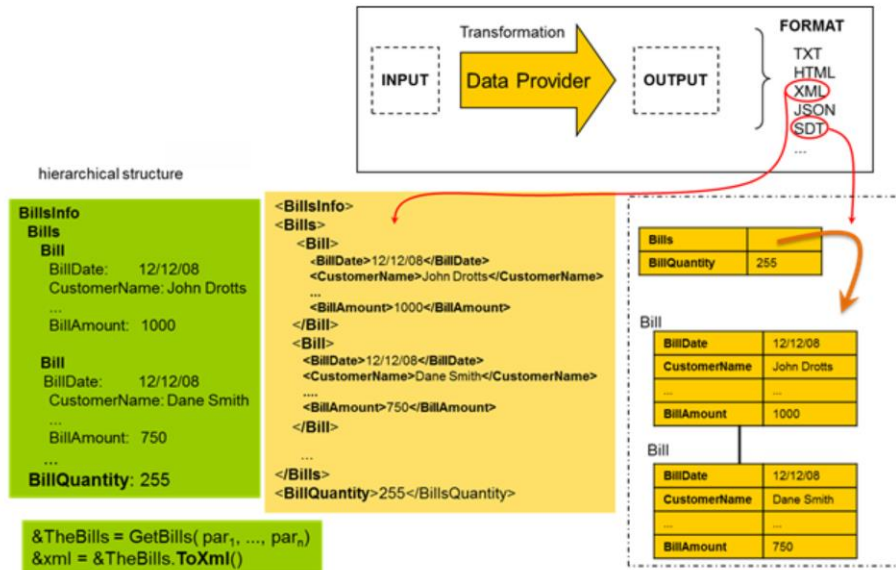 Transformation
INPUT
Data Provider
OUTPUT
FORMAT
TXT
HTML
XML
JSON
SDT
...
hierarchical structure
BillsInfo
Bills
Bill
BillDate: 12/12/08
CustomerName: John Drotts
...
BillAmount: 1000
Bill
BillDate: 12/12/08
CustomerName: Dane Smith
...
BillAmount: 750
...
BillQuantity: 255
&TheBills = GetBills( par1, ..., parn)
&xml = &TheBills.ToXml()
<BillsInfo>
<Bills>
<Bill>
<BillDate>12/12/08</BillDate>
<CustomerName>John Drotts</CustomerName>
...
<BillAmount>1000</BillAmount>
</Bill>
<Bill>
<BillDate>12/12/08</BillDate>
<CustomerName>Dane Smith</CustomerName>
....
<BillAmount>750</BillAmount>
</Bill>
...
</Bills>
<BillQuantity>255</BillsQuantity>
Bills
BillQuantity 255
Bill
BillDate 12/12/08
CustomerName John Drotts
... ...
BillAmount 1000
Bill
BillDate 12/12/08
CustomerName Dane Smith
... ...
BillAmount 750